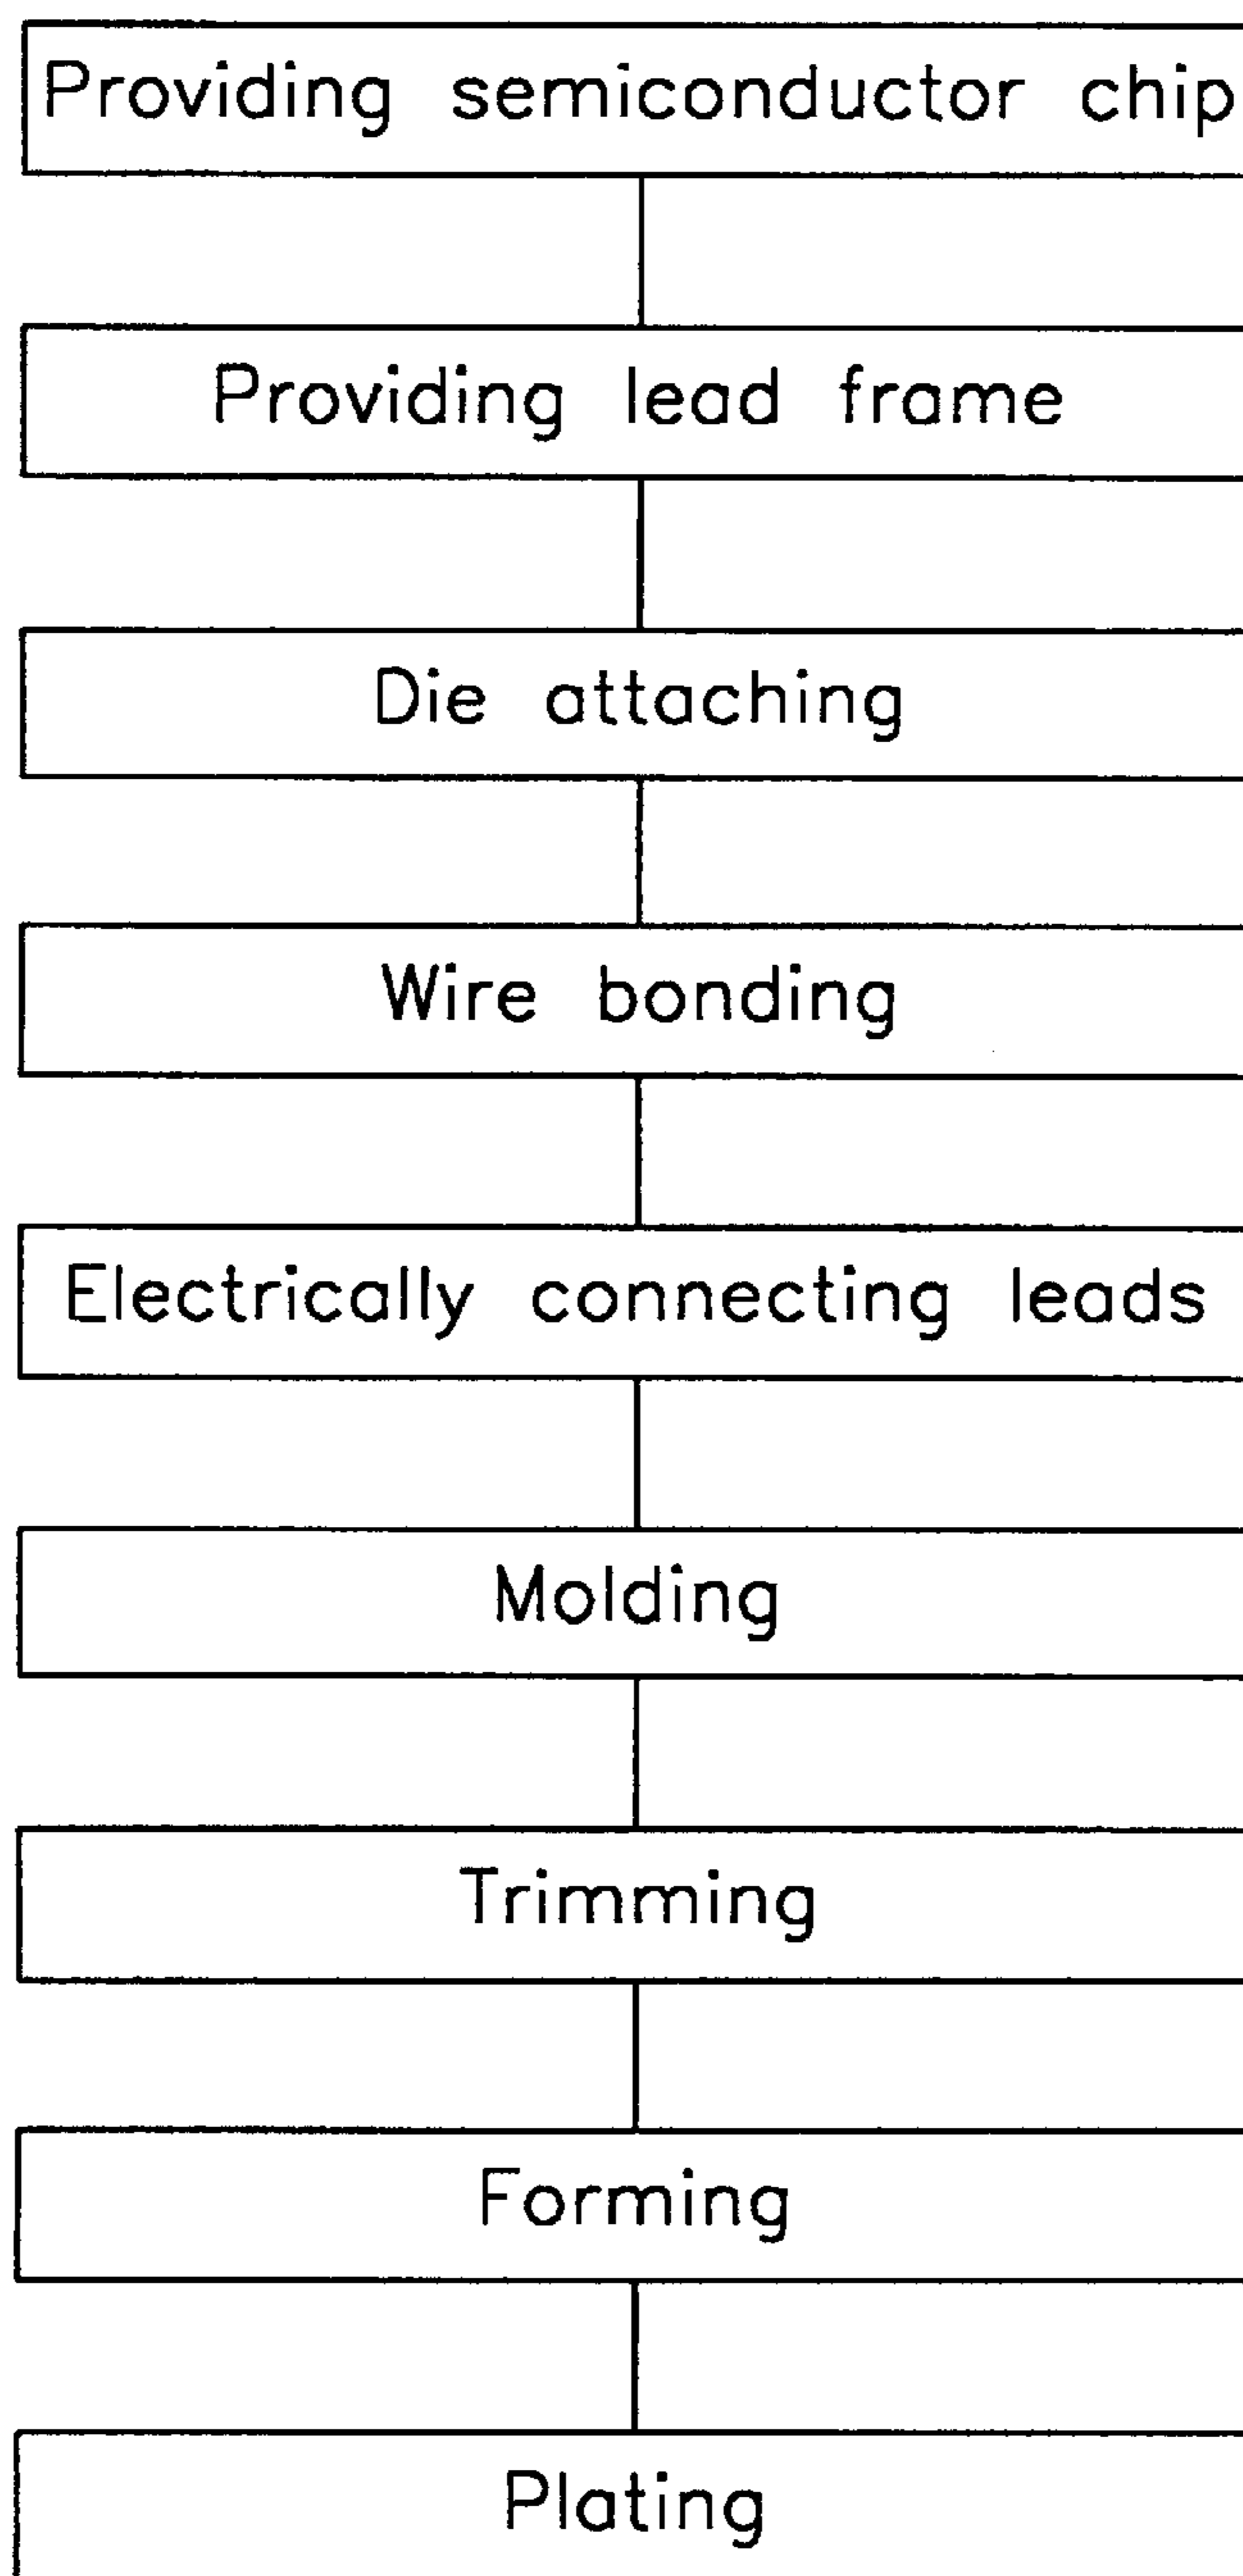 Providing semiconductor chip
Providing lead frame
Die attaching
Wire bonding
Electrically connecting leads
Molding
Trimming
Forming
Plating